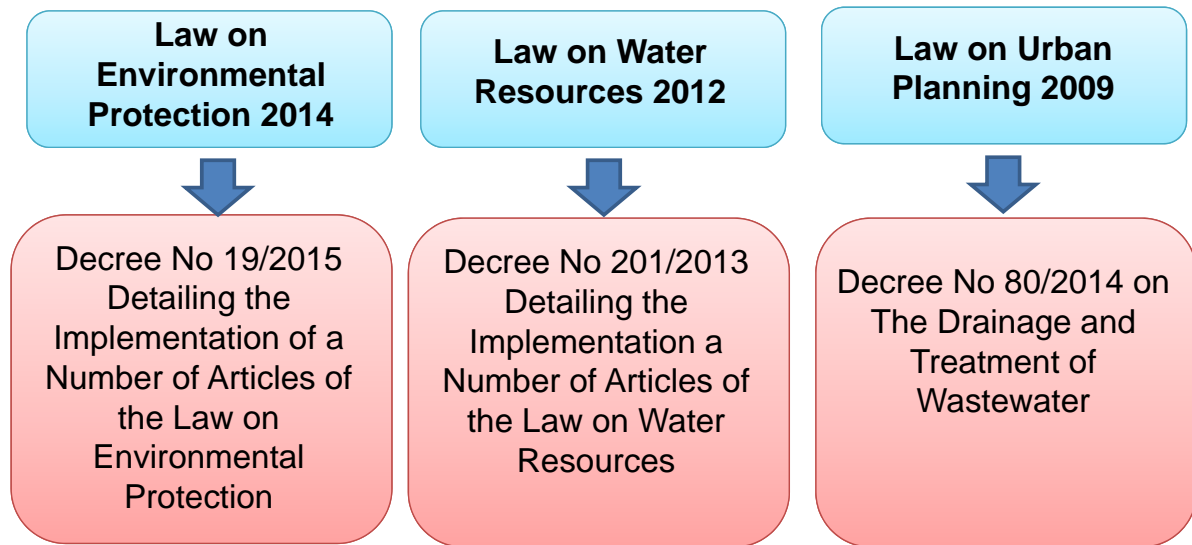 Law on
Environmental
Protection 2014
Law on Water
Resources 2012
Law on Urban
Planning 2009
Decree No 19/2015
Detailing the
Implementation of a
Number of Articles of
the Law on
Environmental
Protection
Decree No 201/2013
Detailing the
Implementation a
Number of Articles of
the Law on Water
Resources
Decree No 80/2014 on
The Drainage and
Treatment of
Wastewater